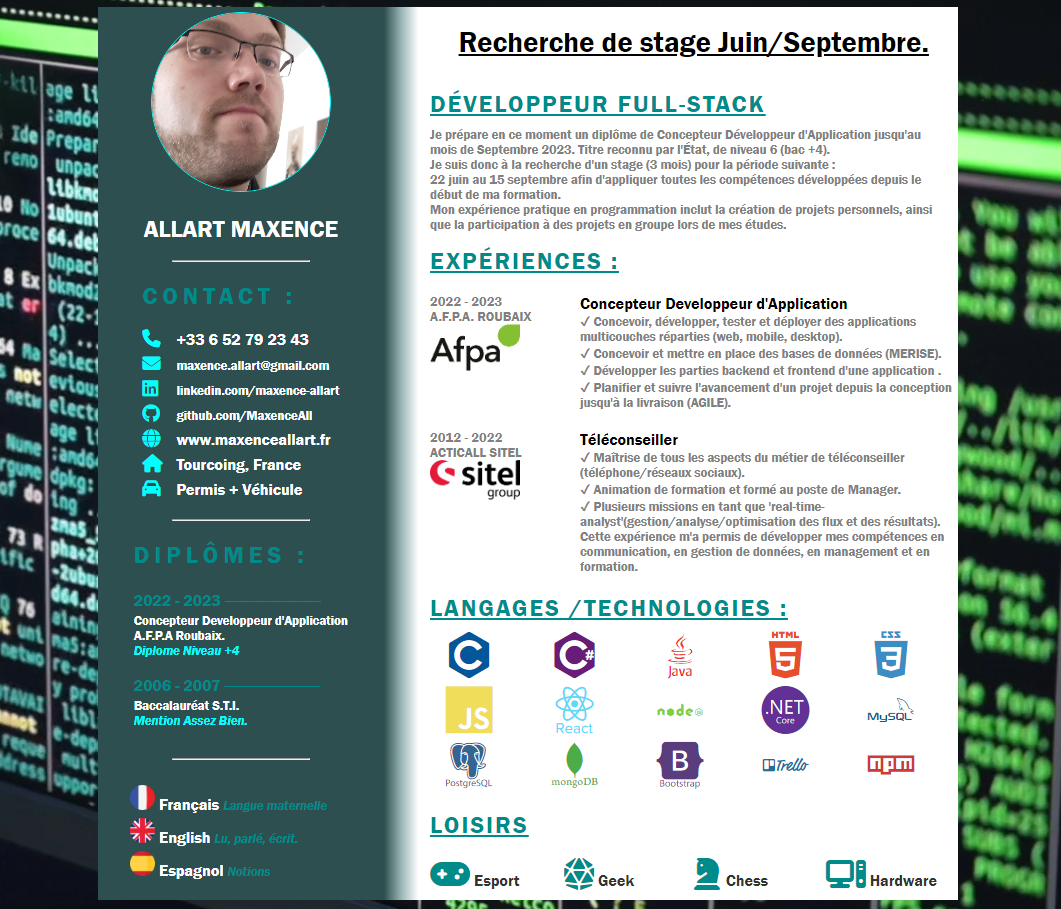 ALLART MAXENCE
CONTACT :
+33 6 52 79 23 43
maxence.allart@gmail.com
linkedin.com/maxence-allart
github.com/MaxenceAll
www.maxenceallart.fr
Tourcoing, France
Permis + Véhicule
DIPLÔMES :
2022 - 2023
Concepteur Developpeur d'Application
A.F.P.A Roubaix.
Diplome Niveau +4
2006 - 2007
Baccalauréat S.T.I.
Mention Assez Bien.
Français Langue maternelle
English Lu, parlé, écrit.
Espagnol Notions
Recherche de stage Juin/Septembre.
DÉVELOPPEUR FULL-STACK
Je prépare en ce moment un diplôme de Concepteur Développeur d'Application jusqu'au
mois de Septembre 2023. Titre reconnu par l'État, de niveau 6 (bac +4).
Je suis donc à la recherche d'un stage (3 mois) pour la période suivante :
22 juin au 15 septembre afin d'appliquer toutes les compétences développées depuis le
début de ma formation.
Mon expérience pratique en programmation inclut la création de projets personnels, ainsi
que la participation à des projets en groupe lors de mes études.
EXPÉRIENCES :
2022 - 2023
A.F.P.A. ROUBAIX
Afpa
Concepteur Developpeur d'Application
✓ Concevoir, développer, tester et déployer des applications
multicouches réparties (web, mobile, desktop).
✓ Concevoir et mettre en place des bases de données (MERISE).
✓ Développer les parties backend et frontend d'une application .
✓ Planifier et suivre l'avancement d'un projet depuis la conception
jusqu'à la livraison (AGILE).
2012 - 2022
ACTICALL SITEL
sitel
group
Téléconseiller
✓ Maîtrise de tous les aspects du métier de téléconseiller
(téléphone/réseaux sociaux).
✓ Animation de formation et formé au poste de Manager.
✓ Plusieurs missions en tant que 'real-time-
analyst'(gestion/analyse/optimisation des flux et des résultats).
Cette expérience m'a permis de développer mes compétences en
communication, en gestion de données, en management et en
formation.
LANGAGES /TECHNOLOGIES :
C C# Java HTML 5 CSS 3
JS React node .NET Core MySQL
PostgreSQL mongoDB B Bootstrap Trello npm
LOISIRS
Esport Geek Chess Hardware